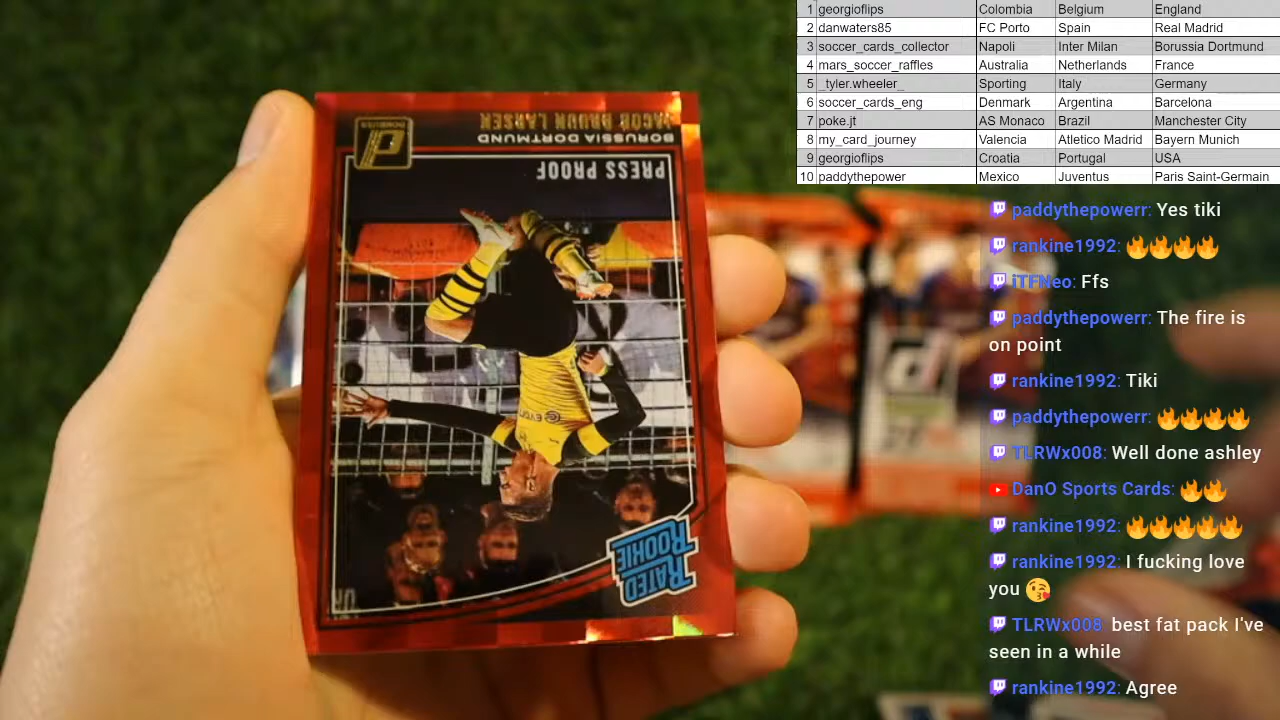 1 georgioflips Colombia Belgium England
2 danwaters85 FC Porto Spain Real Madrid
3 soccer_cards_collector Napoli Inter Milan Borussia Dortmund
4 mars_soccer_raffles Australia Netherlands France
5 _tyler.wheeler_ Sporting Italy Germany
6 soccer_cards_eng Denmark Argentina Barcelona
7 poke.jt AS Monaco Brazil Manchester City
8 my_card_journey Valencia Atletico Madrid Bayern Munich
9 georgioflips Croatia Portugal USA
10 paddythepower Mexico Juventus Paris Saint-Germain
JACOB BRUUN LARSEN
BORUSSIA DORTMUND
DONRUSS
PRESS PROOF
RATED
ROOKIE
paddythepowerr: Yes tiki
rankine1992: 🔥🔥🔥🔥
iTFNeo: Ffs
paddythepowerr: The fire is
on point
rankine1992: Tiki
paddythepowerr: 🔥🔥🔥🔥
TLRWx008: Well done ashley
DanO Sports Cards: 🔥🔥
rankine1992: 🔥🔥🔥🔥🔥
rankine1992: I fucking love
you 😘
TLRWx008: best fat pack I've
seen in a while
rankine1992: Agree